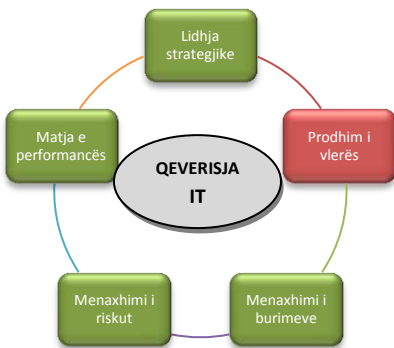 Lidhja
strategjike
Matja e
performancës
Prodhim i
vlerës
QEVERISJA
IT
Menaxhimi i
riskut
Menaxhimi i
burimeve